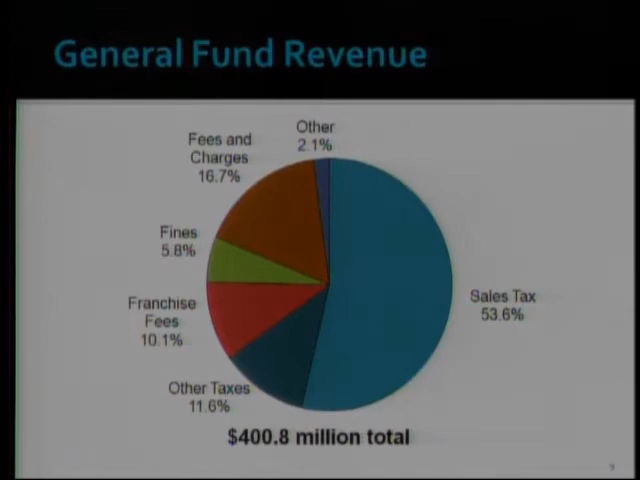 General Fund Revenue
Other
2.1%
Fees and
Charges
16.7%
Fines
5.8%
Sales Tax
53.6%
Franchise
Fees
10.1%
Other Taxes
11.6%
$400.8 million total